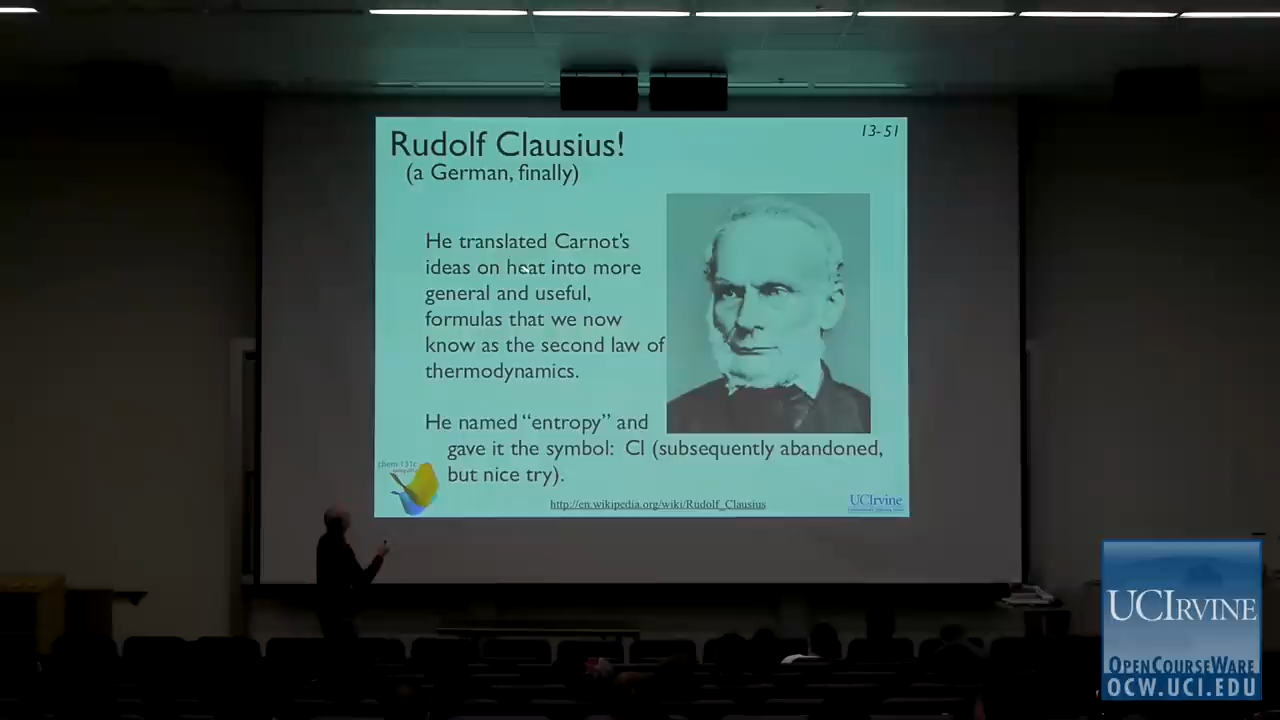 13-51
Rudolf Clausius!
(a German, finally)
He translated Carnot's
ideas on heat into more
general and useful,
formulas that we now
know as the second law of
thermodynamics.
He named “entropy” and
gave it the symbol: Cl (subsequently abandoned,
but nice try).
chem 131c
http://en.wikipedia.org/wiki/Rudolf_Clausius
UCIrvine
UCIRVINE
OPENCOURSEWARE
OCW.UCI.EDU